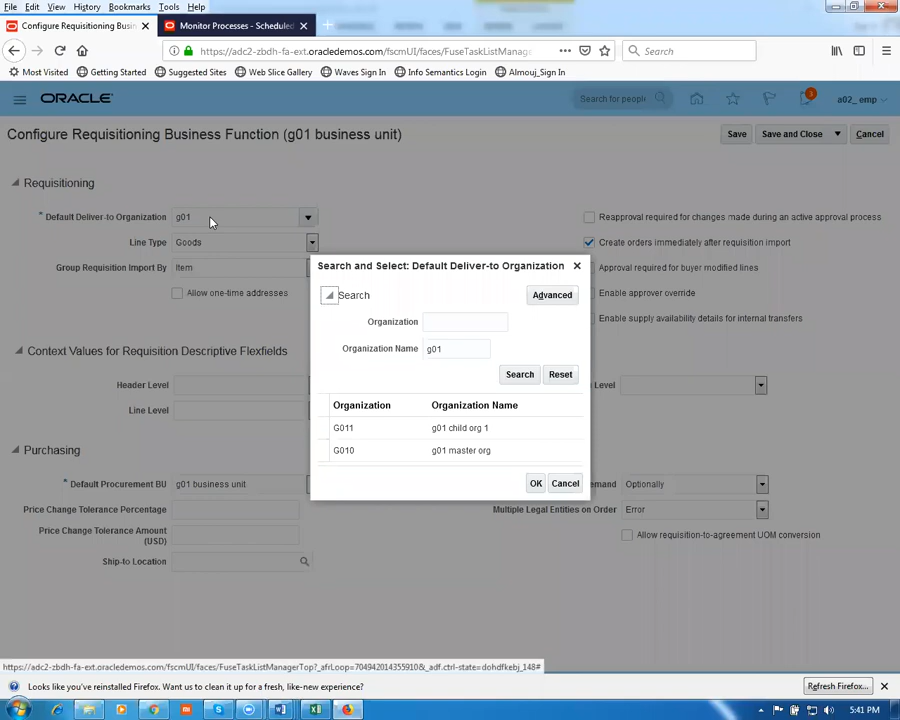 File Edit View History Bookmarks Tools Help
Configure Requisitioning Busin
Monitor Processes - Scheduled
https://adc2-zbdh-fa-ext.oracledemos.com/fscmUI/faces/FuseTaskListManag
Search
Most Visited Getting Started Suggested Sites Web Slice Gallery Waves Sign In Info Semantics Login Almouj_Sign In
ORACLE
Search for people
3
a02_ emp
Configure Requisitioning Business Function (g01 business unit)
Save Save and Close Cancel
Requisitioning
* Default Deliver-to Organization g01
Reapproval required for changes made during an active approval process
Line Type Goods
Create orders immediately after requisition import
Group Requisition Import By Item
Approval required for buyer modified lines
Allow one-time addresses
Enable approver override
Enable supply availability details for internal transfers
Search and Select: Default Deliver-to Organization
Search
Advanced
Organization
Organization Name g01
Search Reset
Organization Organization Name
G011 g01 child org 1
G010 g01 master org
OK Cancel
Context Values for Requisition Descriptive Flexfields
Header Level
Level
Line Level
Purchasing
* Default Procurement BU g01 business unit
Optionally
Price Change Tolerance Percentage
Multiple Legal Entities on Order Error
Price Change Tolerance Amount
(USD)
Allow requisition-to-agreement UOM conversion
Ship-to Location
https://adc2-zbdh-fa-ext.oracledemos.com/fscmUI/faces/FuseTaskListManagerTop?_afrLoop=704942014355910&_adf.ctrl-state=dohdfkebj_148#
Looks like you've reinstalled Firefox. Want us to clean it up for a fresh, like-new experience?
Refresh Firefox...
5:41 PM